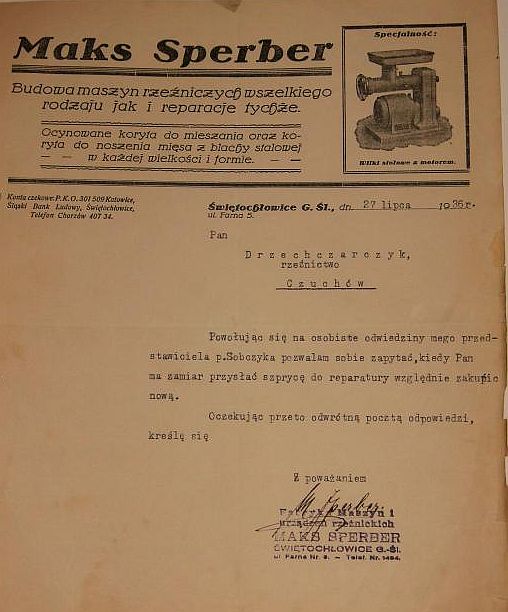 Maks Sperber
Budowa maszyn rzeźniczych wszelkiego
rodzaju jak i reparacje tychże.
Ocynowane koryta do mieszania oraz ko-
ryta do noszenia mięsa z blachy stalowej
— — w każdej wielkości i formie. — —
Specjalność:
Wilki stołowe z motorem.
Konta czekowe: P.K.O. 301 509 Katowice,
Śląski Bank Ludowy, Świętochłowice,
Telefon Chorzów 407 34.
Świętochłowice G. Śl., dn. 27 lipca 1936 r.
ul. Farna 5.
Pan
Drzechczarczyk,
rzeźnictwo
Czuchów
Powołując się na osobiste odwiedziny mego przed-
stawiciela p.Sobczyka pozwalam sobie zapytać,kiedy Pan
ma zamiar przysłać szprycę do reparatury względnie zakupic
nową.
Oczekując przeto odwrótną pocztą odpowiedzi,
kreślę się
Z poważaniem
M. Sperber
Fabryka Maszyn i
urządzeń rzeźnickich
MAKS SPERBER
ŚWIĘTOCHŁOWICE G.-Śl.
ul Farna Nr. 5. – Telef. Nr. 1494.